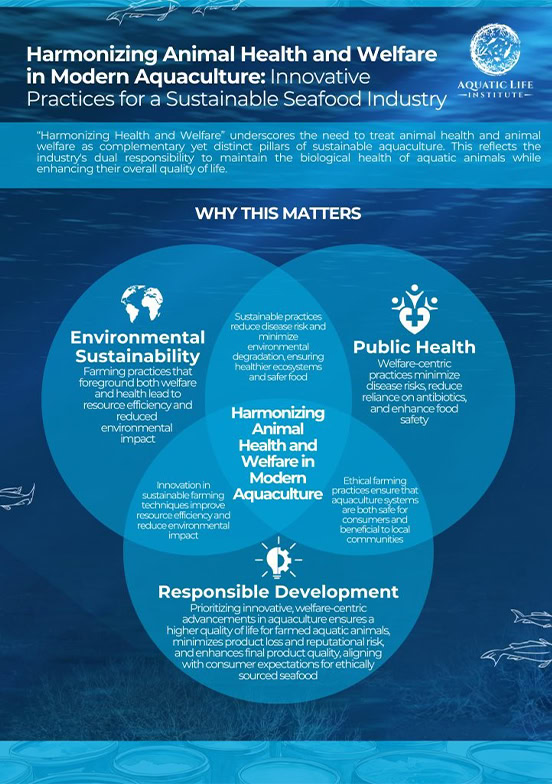 Harmonizing Animal Health and Welfare
in Modern Aquaculture: Innovative
Practices for a Sustainable Seafood Industry
AQUATIC LIFE
INSTITUTE
“Harmonizing Health and Welfare” underscores the need to treat animal health and animal
welfare as complementary yet distinct pillars of sustainable aquaculture. This reflects the
industry's dual responsibility to maintain the biological health of aquatic animals while
enhancing their overall quality of life.
WHY THIS MATTERS
Environmental
Sustainability
Farming practices that
foreground both welfare
and health lead to
resource efficiency and
reduced
environmental
impact
Sustainable practices
reduce disease risk and
minimize
environmental
degradation, ensuring
healthier ecosystems
and safer food
Public Health
Welfare-centric
practices minimize
disease risks, reduce
reliance on antibiotics,
and enhance food
safety
Harmonizing
Animal
Health and
Welfare in
Modern
Aquaculture
Innovation in
sustainable farming
techniques improve
resource efficiency and
reduce environmental
impact
Ethical farming
practices ensure that
aquaculture systems
are both safe for
consumers and
beneficial to local
communities
Responsible Development
Prioritizing innovative, welfare-centric
advancements in aquaculture ensures a
higher quality of life for farmed aquatic animals,
minimizes product loss and reputational risk,
and enhances final product quality, aligning
with consumer expectations for ethically
sourced seafood